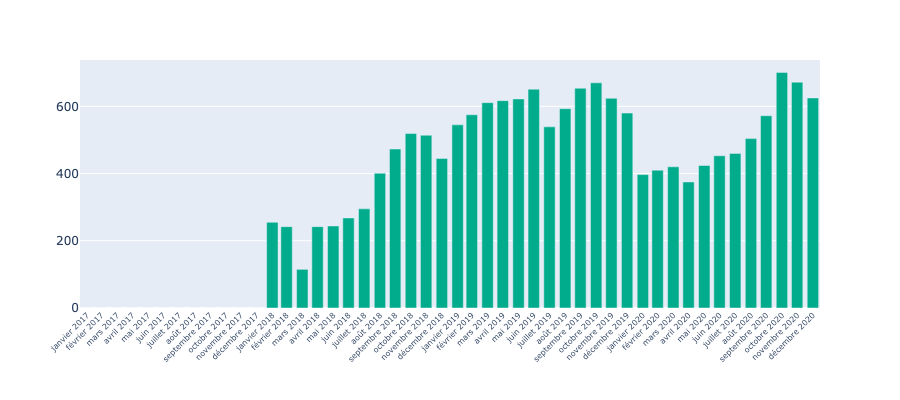 600
400
200
0
janvier 2017
février 2017
mars 2017
avril 2017
mai 2017
juin 2017
juillet 2017
août 2017
septembre 2017
octobre 2017
novembre 2017
décembre 2017
janvier 2018
février 2018
mars 2018
avril 2018
mai 2018
juin 2018
juillet 2018
août 2018
septembre 2018
octobre 2018
novembre 2018
décembre 2018
janvier 2019
février 2019
mars 2019
avril 2019
mai 2019
juin 2019
juillet 2019
août 2019
septembre 2019
octobre 2019
novembre 2019
décembre 2019
janvier 2020
février 2020
mars 2020
avril 2020
mai 2020
juin 2020
juillet 2020
août 2020
septembre 2020
octobre 2020
novembre 2020
décembre 2020